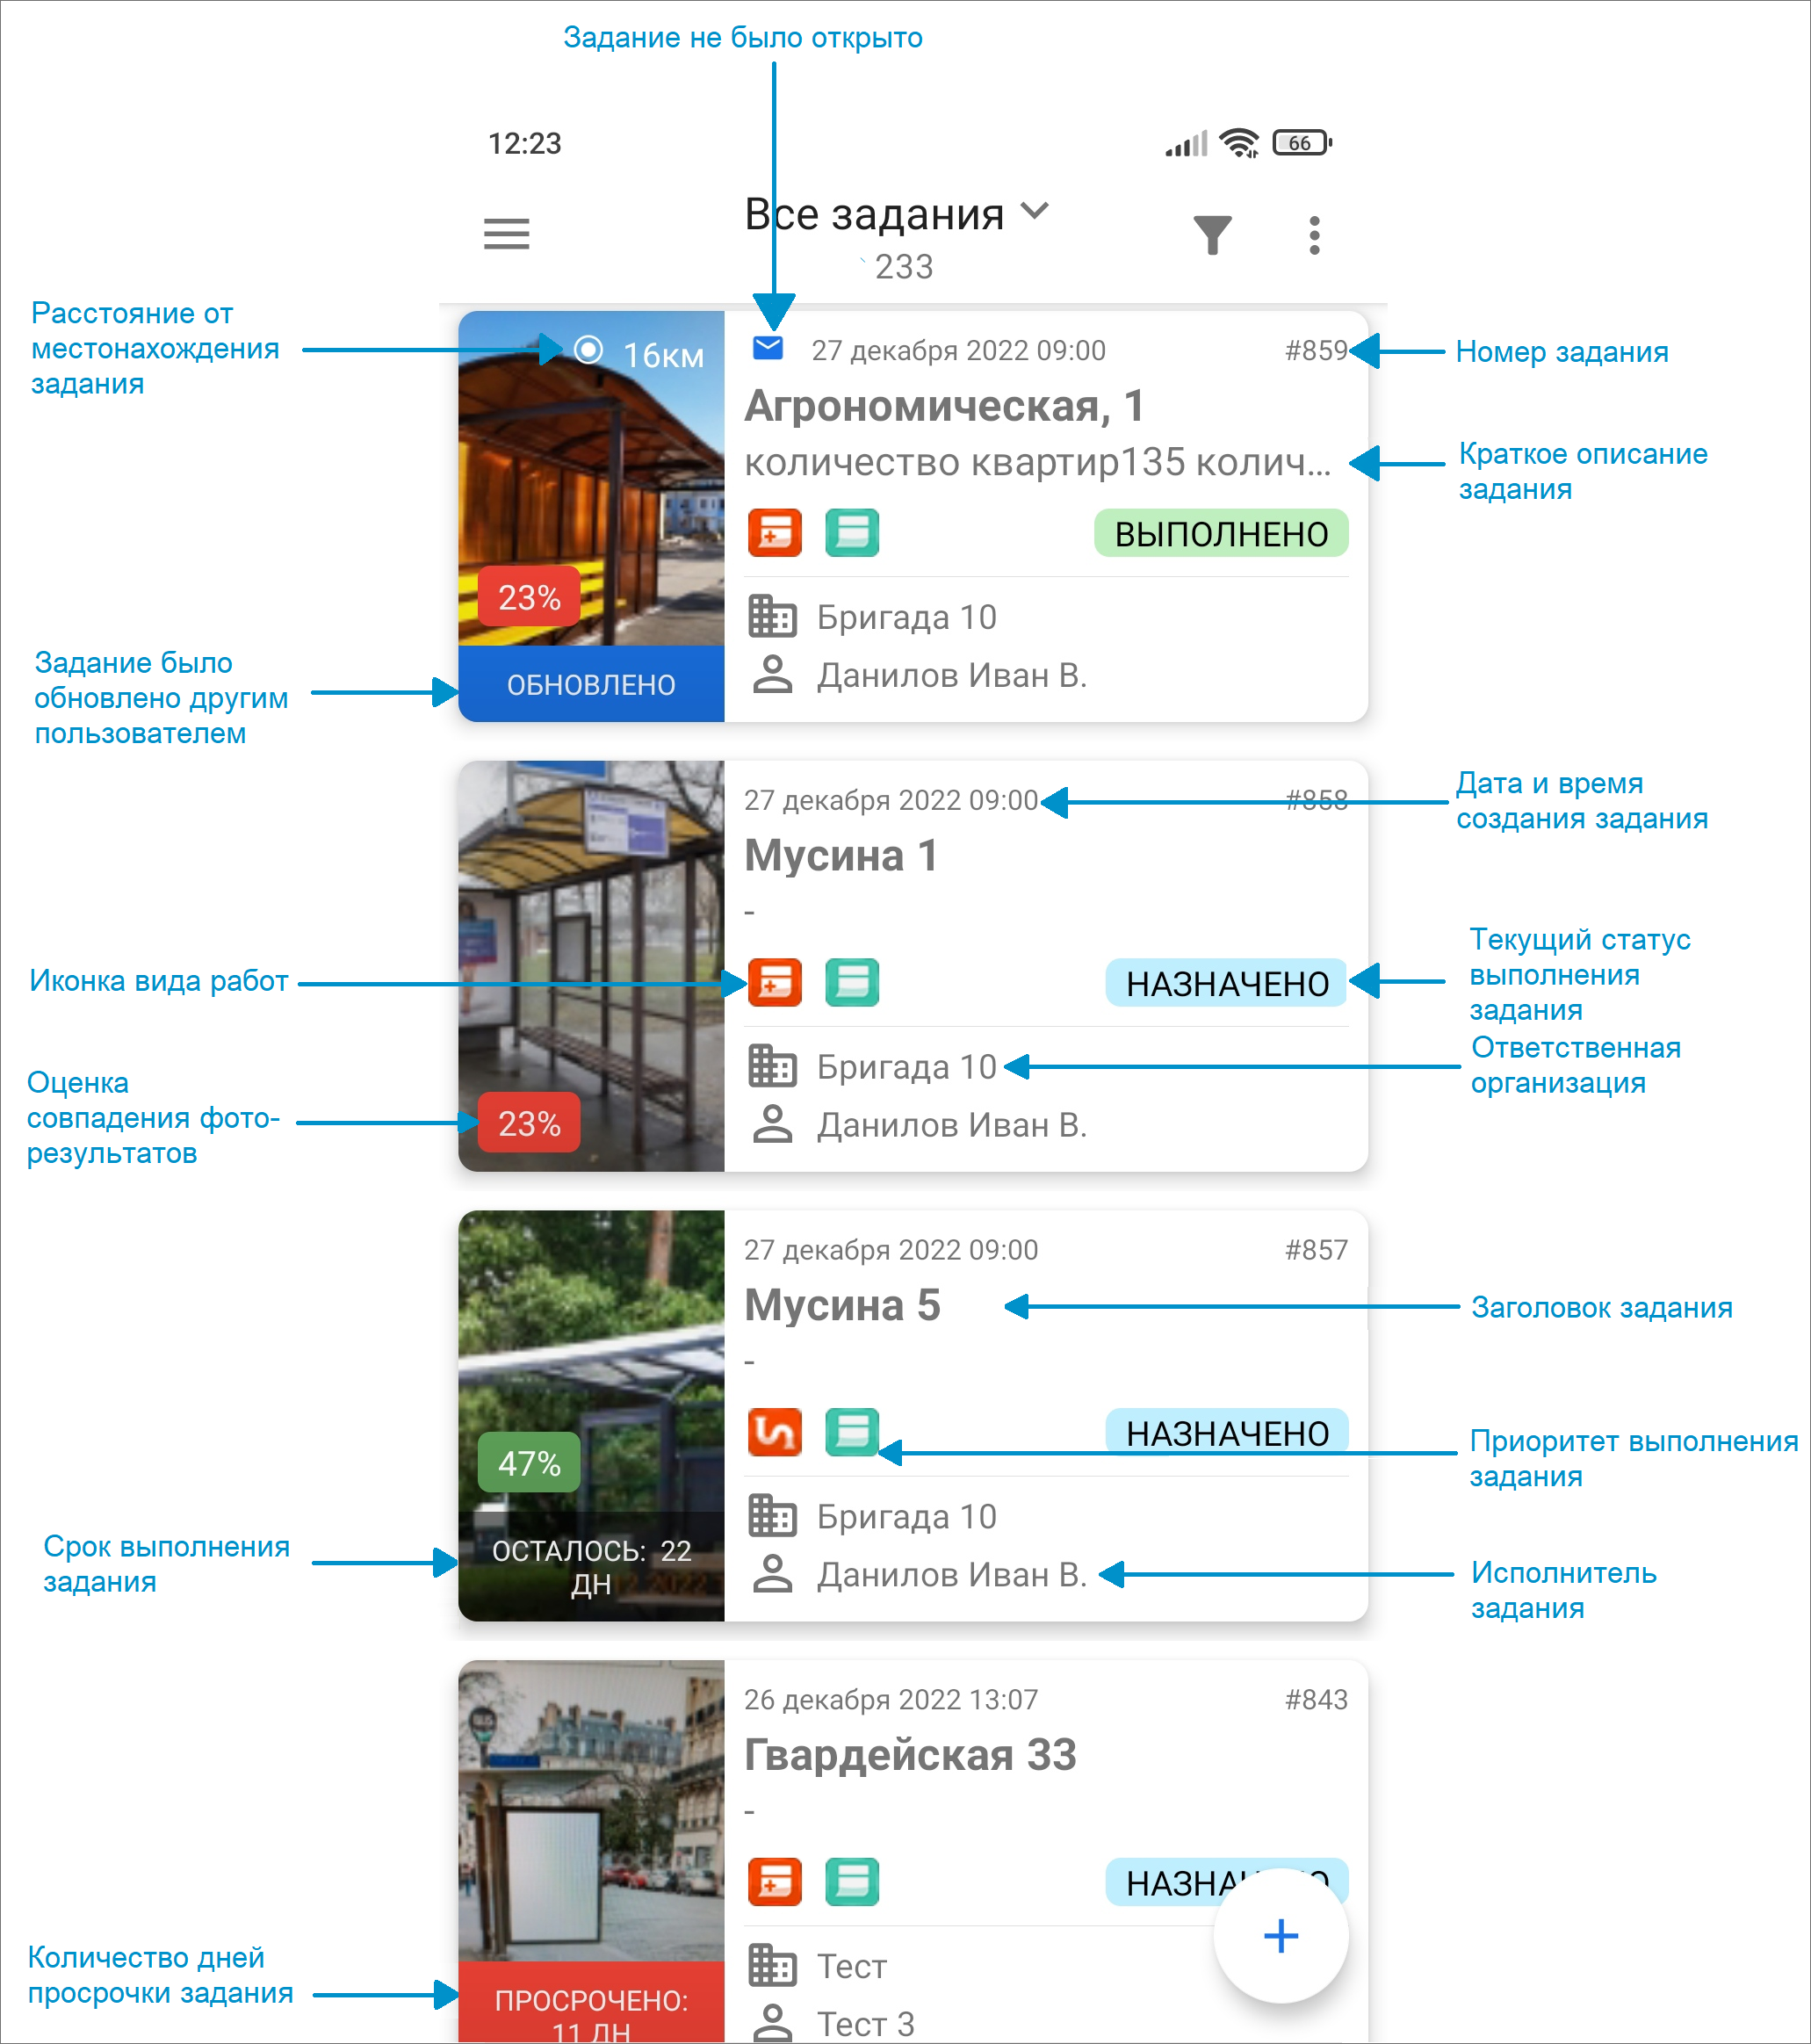 Задание не было открыто
12:23
66
Все задания
233
Расстояние от
местонахождения
задания
16км
27 декабря 2022 09:00
#859
Номер задания
Агрономическая, 1
количество квартир135 колич...
Краткое описание
задания
ВЫПОЛНЕНО
23%
Бригада 10
Данилов Иван В.
ОБНОВЛЕНО
Задание было
обновлено другим
пользователем
27 декабря 2022 09:00
#858
Дата и время
создания задания
Мусина 1
-
Иконка вида работ
НАЗНАЧЕНО
Текущий статус
выполнения
задания
Бригада 10
Ответственная
организация
Оценка
совпадения фото-
результатов
23%
Данилов Иван В.
27 декабря 2022 09:00
#857
Мусина 5
Заголовок задания
-
НАЗНАЧЕНО
Приоритет выполнения
задания
47%
Бригада 10
Срок выполнения
задания
ОСТАЛОСЬ: 22
ДН
Данилов Иван В.
Исполнитель
задания
26 декабря 2022 13:07
#843
Гвардейская 33
-
НАЗНАЧЕНО
Тест
Количество дней
просрочки задания
ПРОСРОЧЕНО:
11 ДН
Тест 3